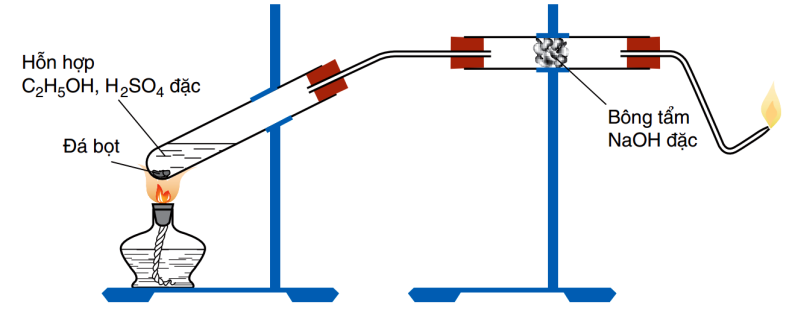 Hỗn hợp
C₂H₅OH, H₂SO₄ đặc
Đá bọt
Bông tẩm
NaOH đặc